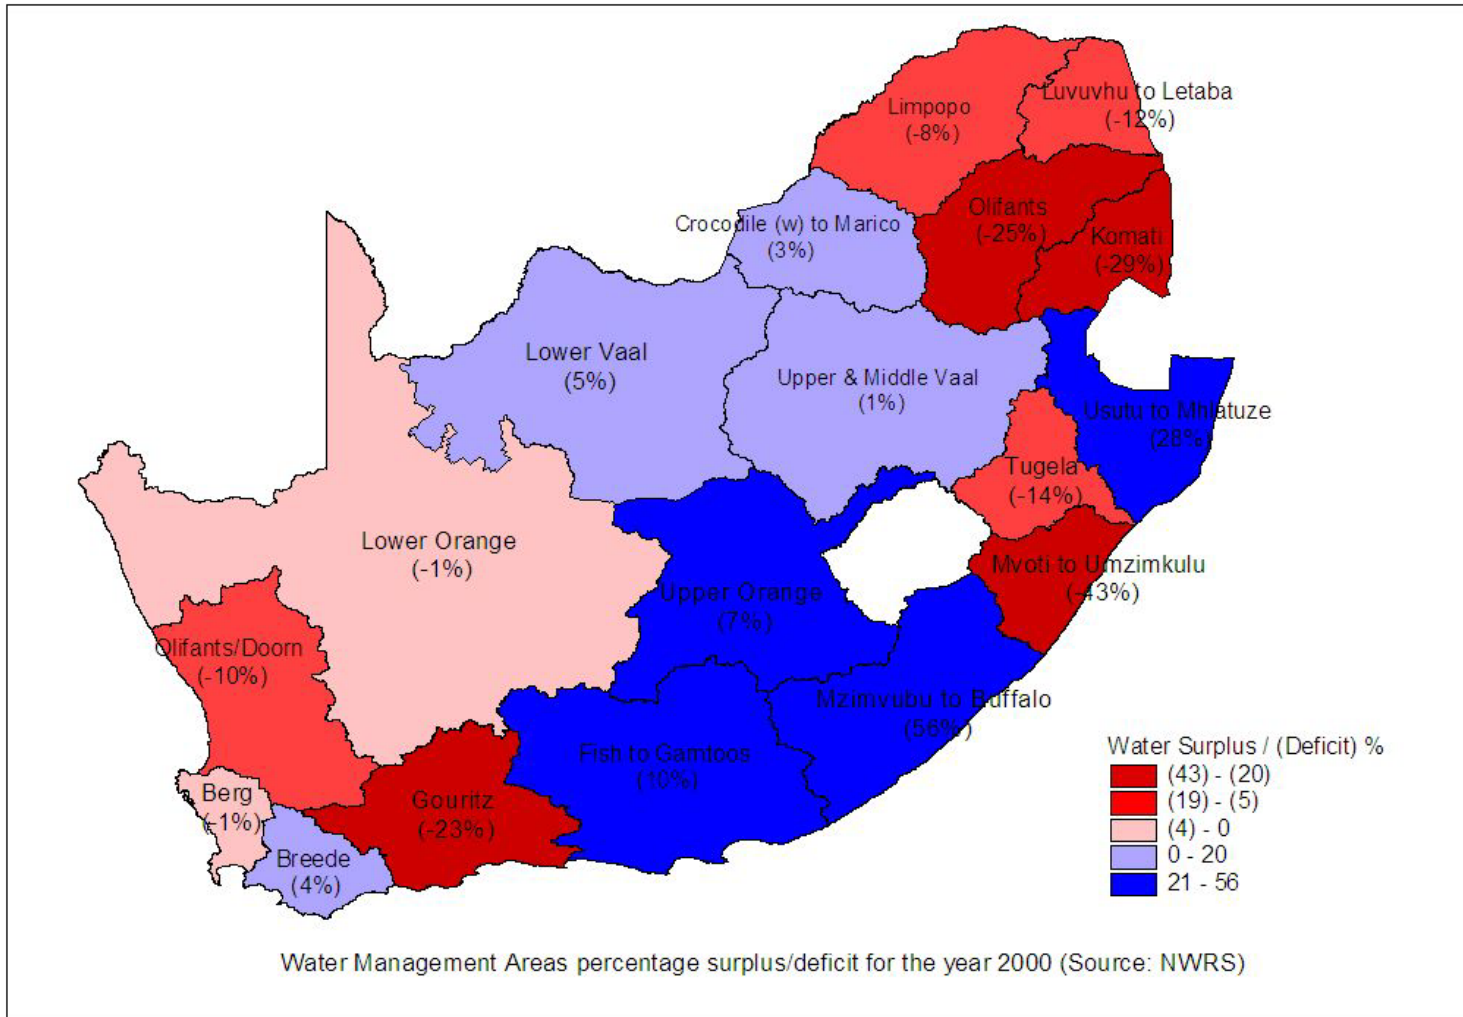 Limpopo
(-8%)
Luvuvhu to Letaba
(-12%)
Olifants
(-25%)
Komati
(-29%)
Crocodile (w) to Marico
(3%)
Lower Vaal
(5%)
Upper & Middle Vaal
(1%)
Usutu to Mhlatuze
(28%)
Tugela
(-14%)
Lower Orange
(-1%)
Mvoti to Umzimkulu
(-43%)
Upper Orange
(7%)
Olifants/Doorn
(-10%)
Mzimvubu to Buffalo
(56%)
Fish to Gamtoos
(10%)
Berg
(-1%)
Gouritz
(-23%)
Breede
(4%)
Water Surplus / (Deficit) %
(43) - (20)
(19) - (5)
(4) - 0
0 - 20
21 - 56
Water Management Areas percentage surplus/deficit for the year 2000 (Source: NWRS)